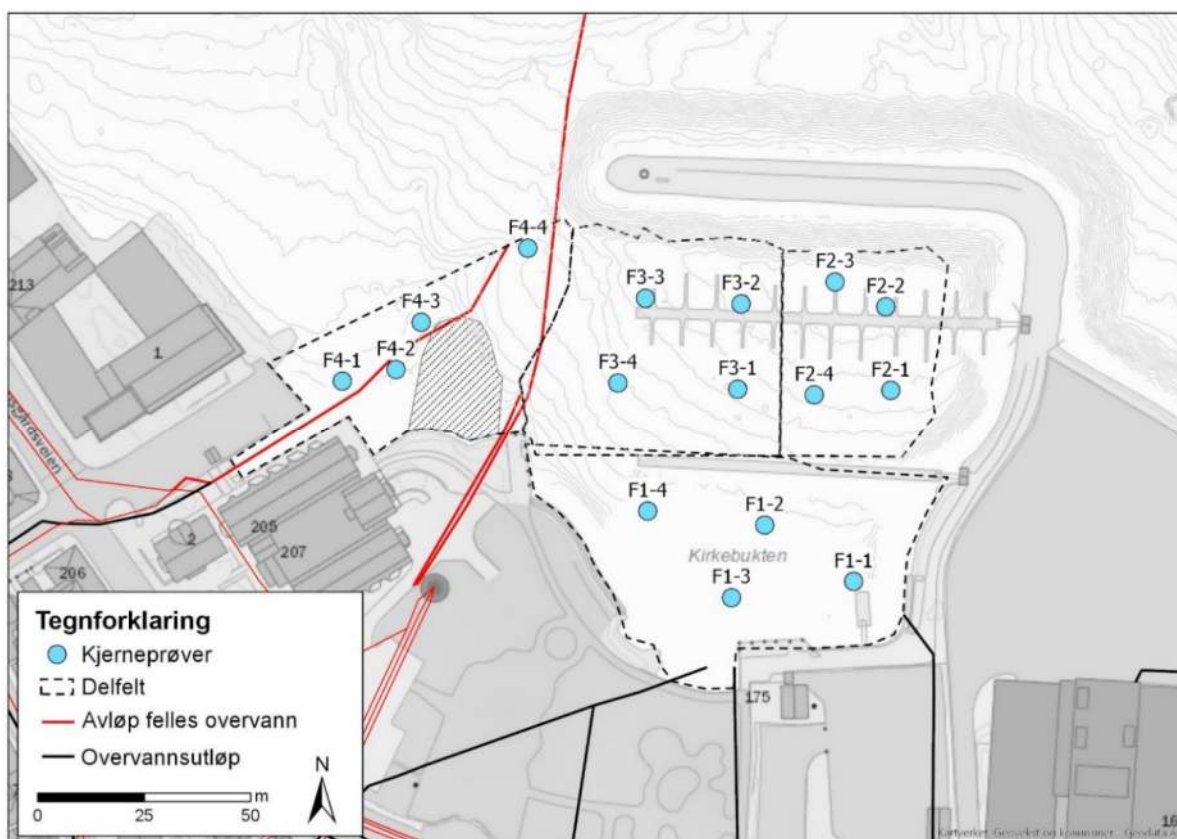 F4-4
F2-3
213
F3-3
F3-2
F2-2
F4-3
1
F4-1
F4-2
F3-4
F3-1
F2-4
F2-1
F1-4
F1-2
205
Kirkebukten
2
207
F1-1
206
F1-3
175
Tegnforklaring
Kjerneprøver
Delfelt
Avløp felles overvann
Overvannsutløp
N
m
0 25 50
16